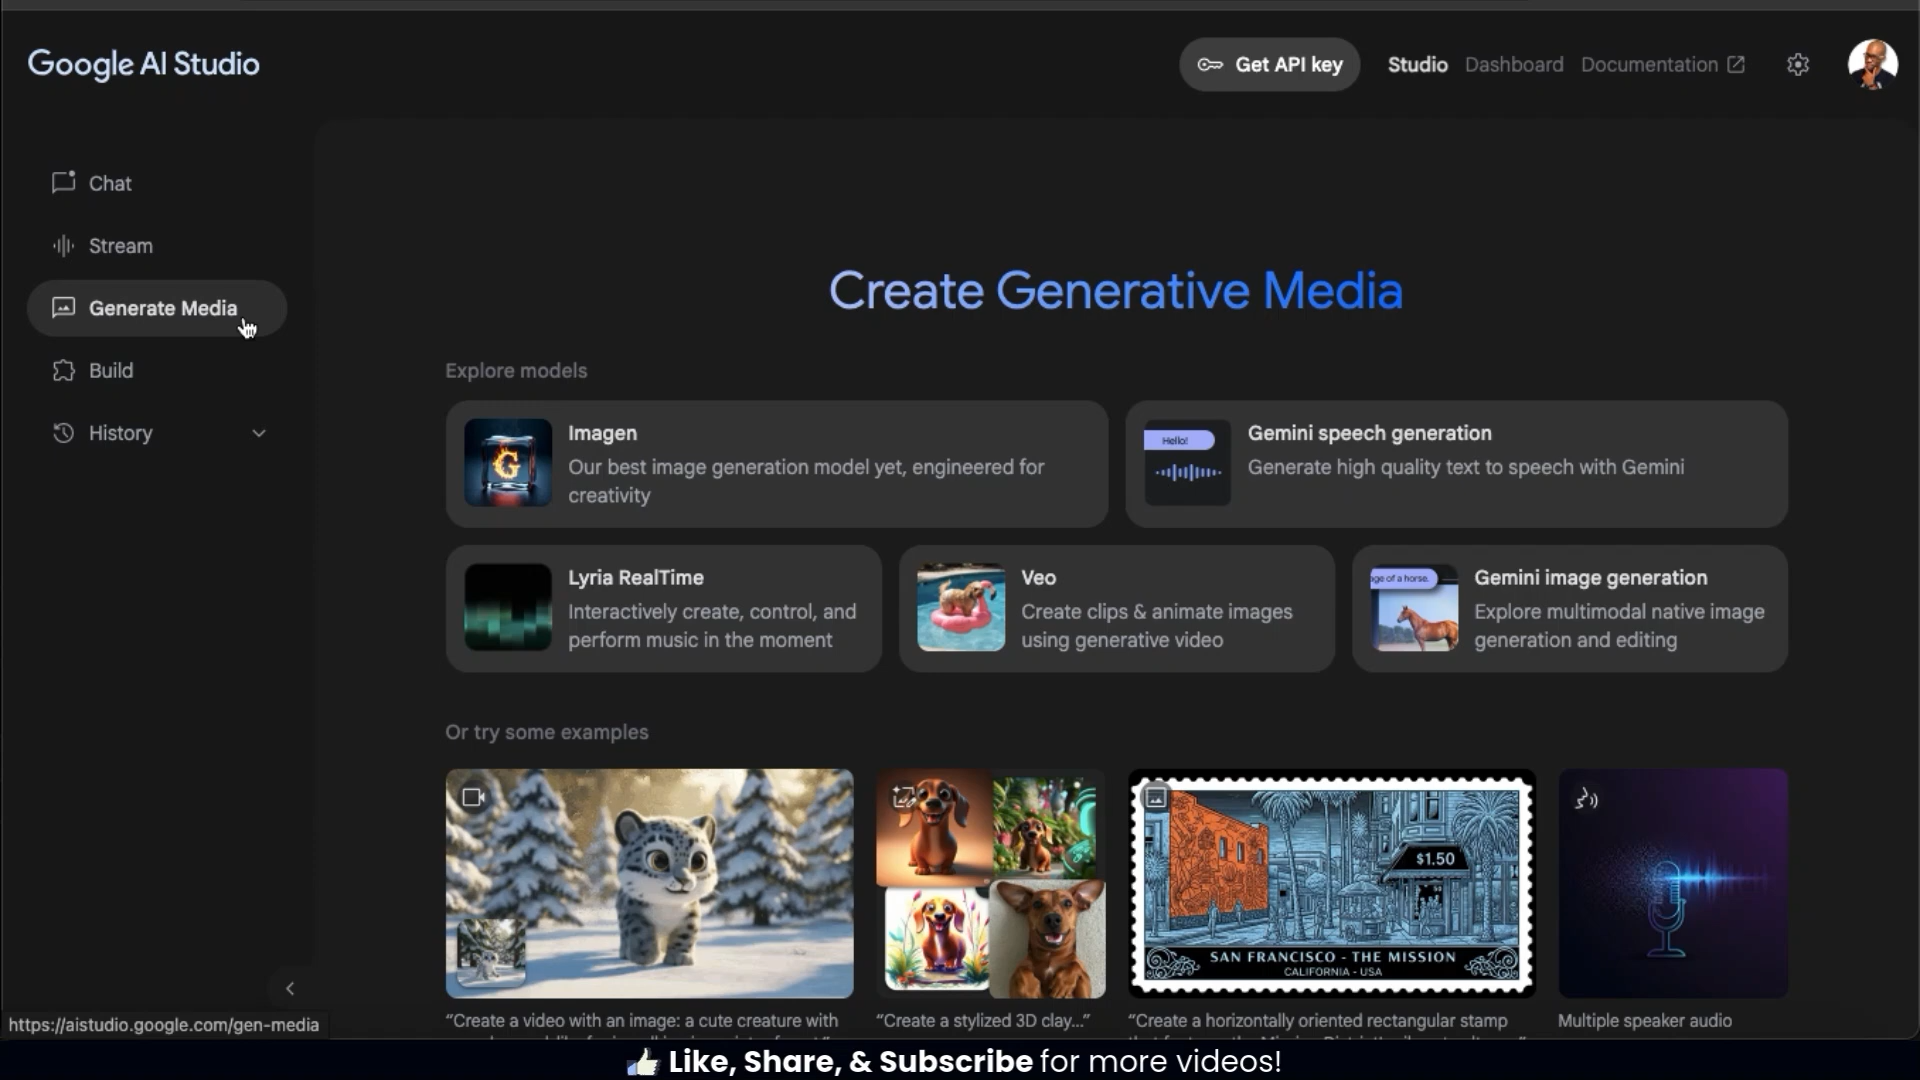 Google AI Studio
Get API key
Studio
Dashboard
Documentation
Chat
Stream
Generate Media
Build
History
Create Generative Media
Explore models
Imagen
Our best image generation model yet, engineered for
creativity
Hello!
Gemini speech generation
Generate high quality text to speech with Gemini
Lyria RealTime
Interactively create, control, and
perform music in the moment
Veo
Create clips & animate images
using generative video
age of a horse.
Gemini image generation
Explore multimodal native image
generation and editing
Or try some examples
$1.50
SAN FRANCISCO - THE MISSION
CALIFORNIA - USA
"Create a video with an image: a cute creature with
"Create a stylized 3D clay..."
"Create a horizontally oriented rectangular stamp
Multiple speaker audio
https://aistudio.google.com/gen-media
Like, Share, & Subscribe for more videos!